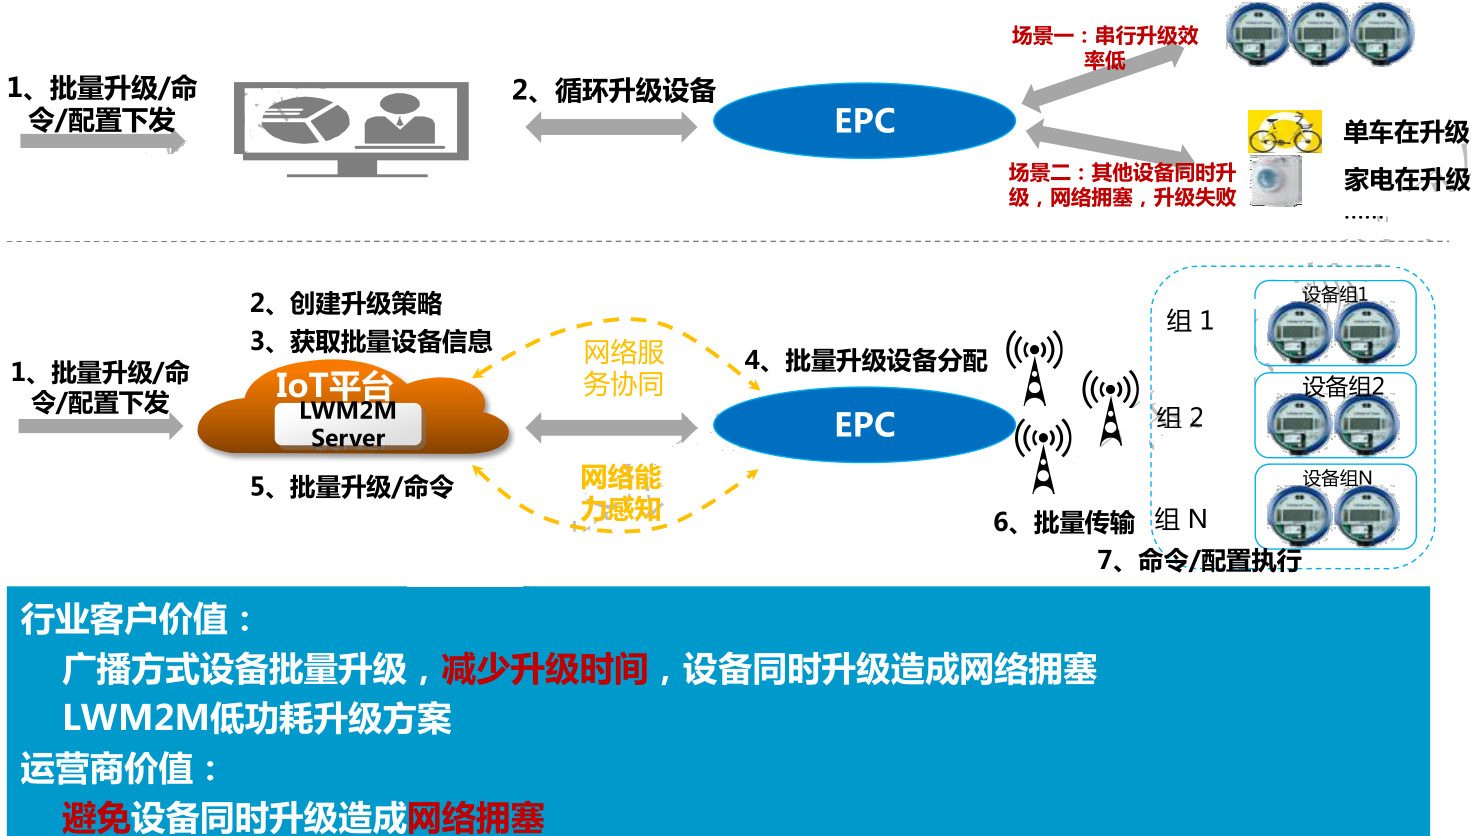 1、批量升级/命
令/配置下发
2、循环升级设备
EPC
场景一：串行升级效
率低
场景二：其他设备同时升
级，网络拥塞，升级失败
单车在升级
家电在升级
……
1、批量升级/命
令/配置下发
2、创建升级策略
3、获取批量设备信息
IoT平台
LWM2M
Server
5、批量升级/命令
网络服
务协同
网络能
力感知
4、批量升级设备分配
EPC
6、批量传输
组 1
设备组1
组 2
设备组2
组 N
设备组N
7、命令/配置执行
行业客户价值：
广播方式设备批量升级，减少升级时间，设备同时升级造成网络拥塞
LWM2M低功耗升级方案
运营商价值：
避免设备同时升级造成网络拥塞